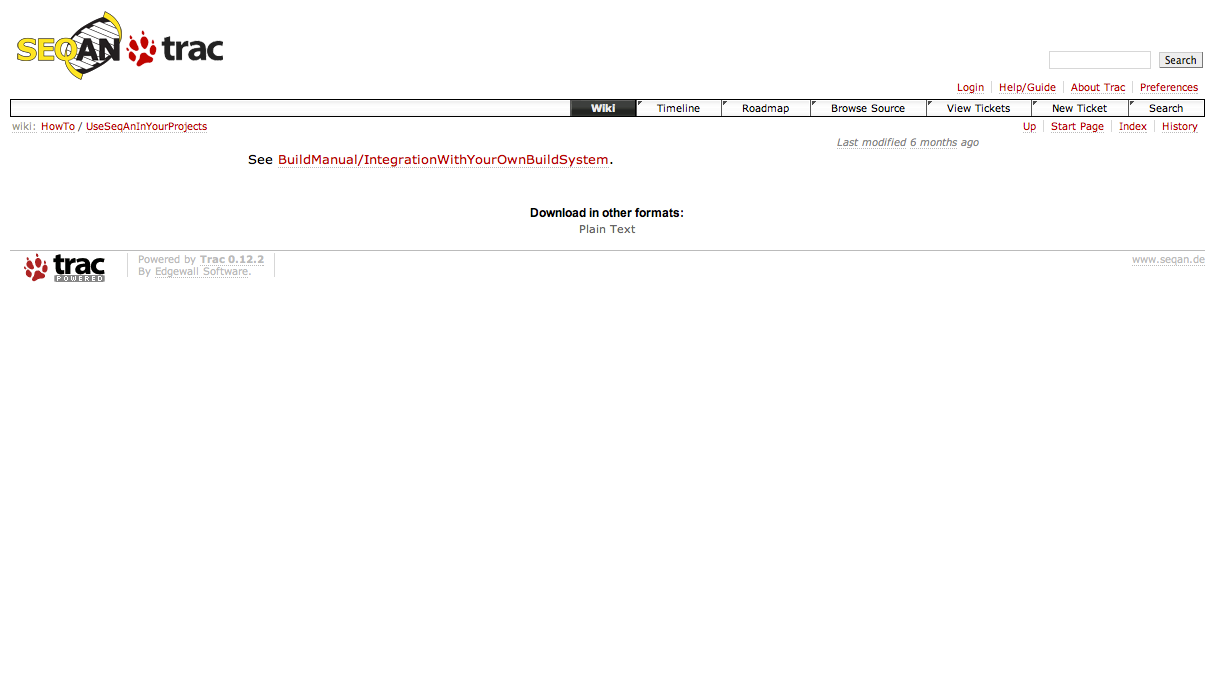 SEQAN trac
Search
Login Help/Guide About Trac Preferences
Wiki Timeline Roadmap Browse Source View Tickets New Ticket Search
wiki: HowTo / UseSeqAnInYourProjects
Up Start Page Index History
Last modified 6 months ago
See BuildManual/IntegrationWithYourOwnBuildSystem.
Download in other formats:
Plain Text
trac
POWERED
Powered by Trac 0.12.2
By Edgewall Software.
www.seqan.de